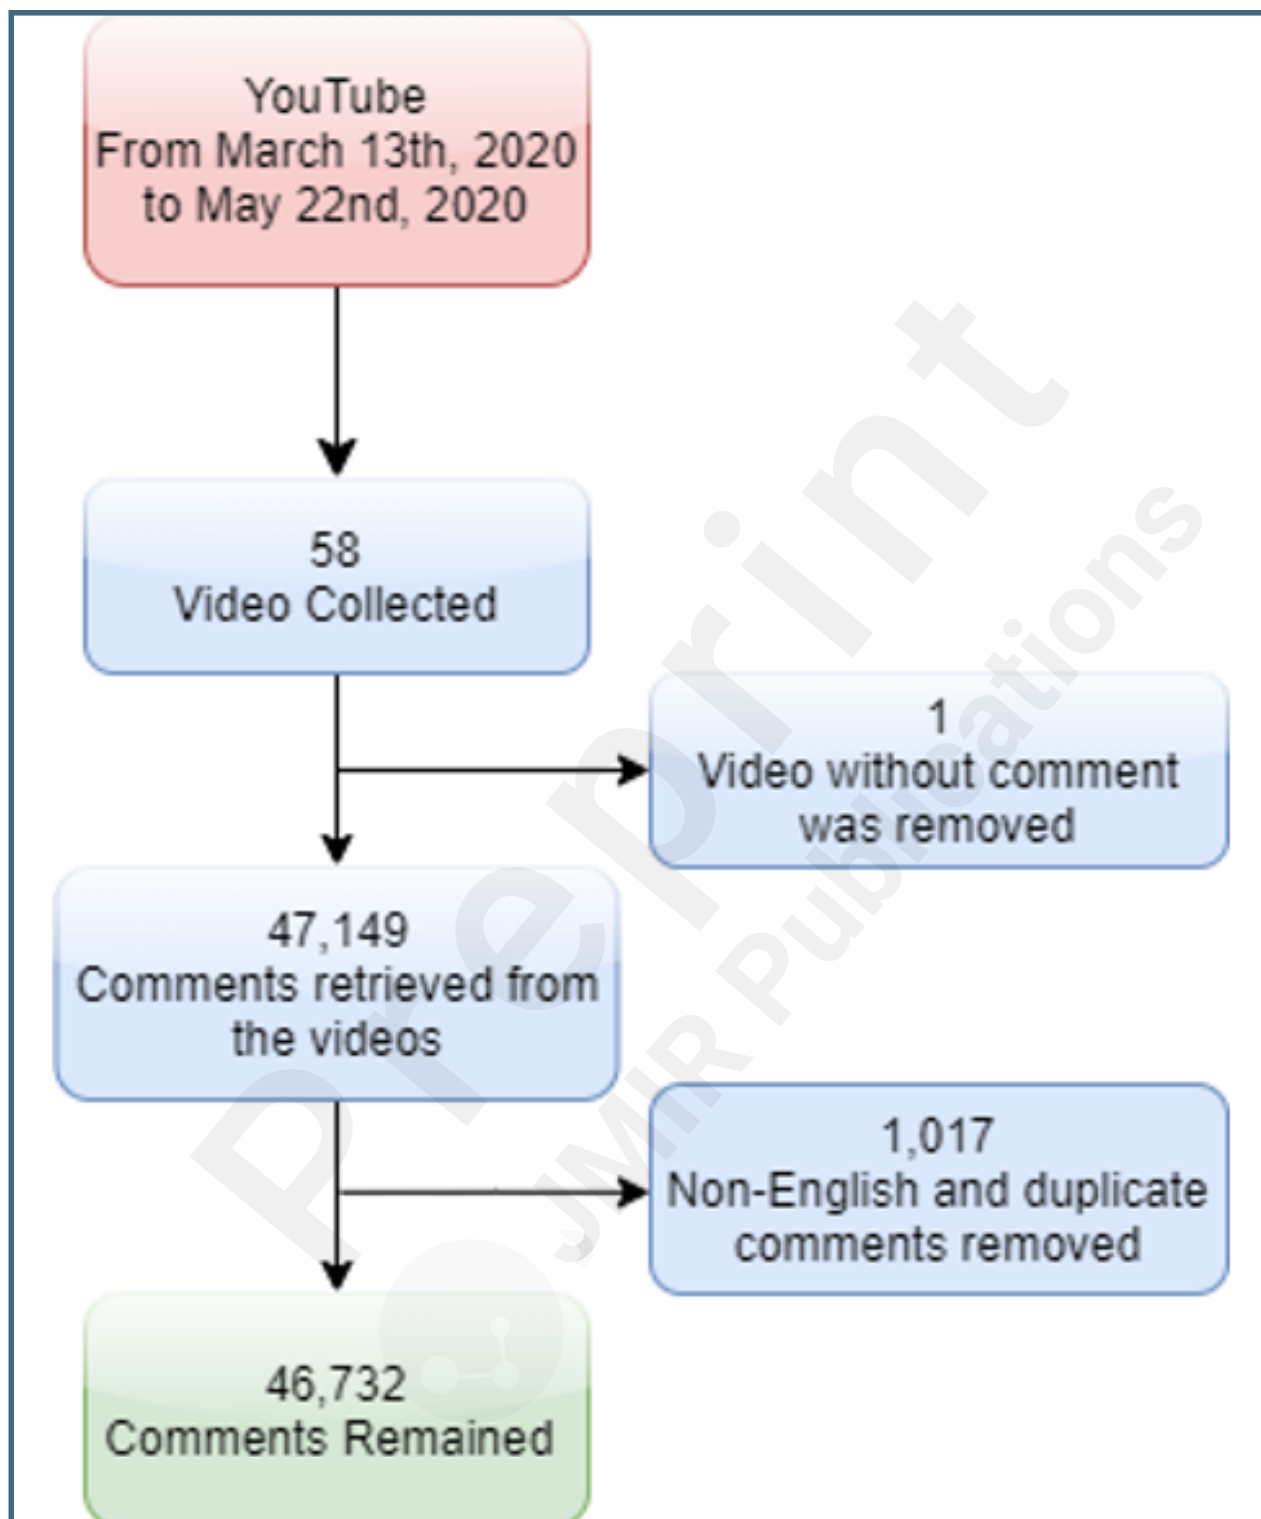 YouTube
From March 13th, 2020
to May 22nd, 2020
58
Video Collected
1
Video without comment
was removed
47,149
Comments retrieved from
the videos
1,017
Non-English and duplicate
comments removed
46,732
Comments Remained
Preprint
JMIR Publications